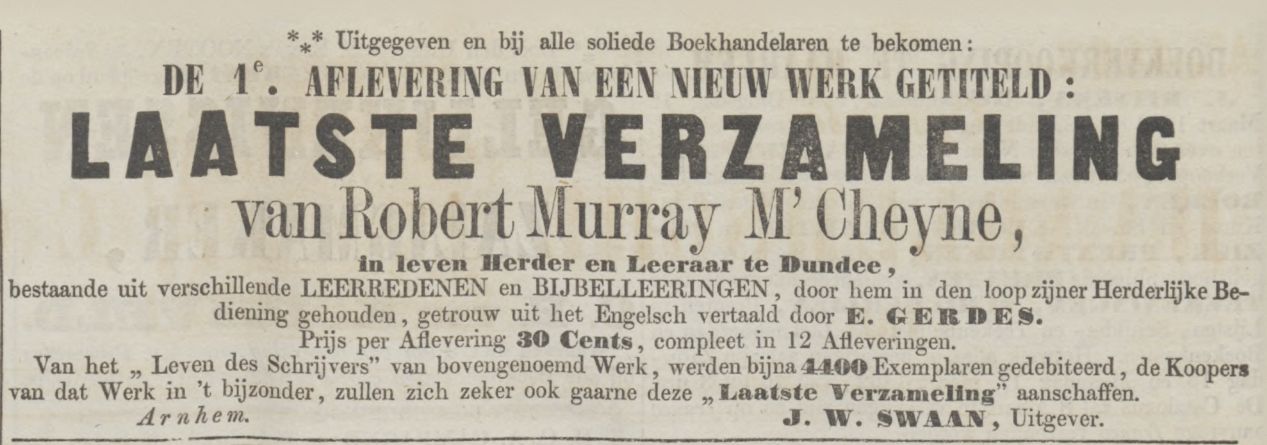 *⁎* Uitgegeven en bij alle soliede Boekhandelaren te bekomen:
DE 1e. AFLEVERING VAN EEN NIEUW WERK GETITELD:
LAATSTE VERZAMELING
van Robert Murray M' Cheyne,
in leven Herder en Leeraar te Dundee,
bestaande uit verschillende LEERREDENEN en BIJBELLEERINGEN, door hem in den loop zijner Herderlijke Be-
diening gehouden, getrouw uit het Engelsch vertaald door E. GERDES.
Prijs per Aflevering 30 Cents, compleet in 12 Afleveringen.
Van het „Leven des Schrijvers” van bovengenoemd Werk, werden bijna 4400 Exemplaren gedebiteerd, de Koopers
van dat Werk in 't bijzonder, zullen zich zeker ook gaarne deze „Laatste Verzameling” aanschaffen.
Arnhem. J. W. SWAAN, Uitgever.